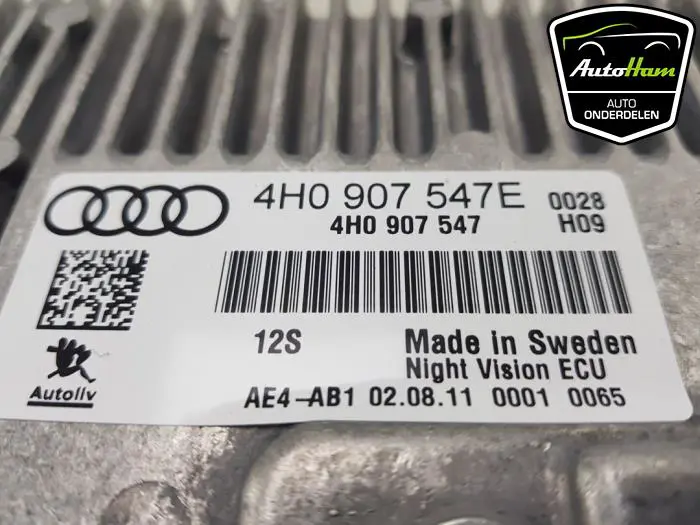 AutoHam
AUTO
ONDERDELEN
4H0 907 547E 0028
4H0 907 547 H09
12S Made in Sweden
Night Vision ECU
Autoliv
AE4-AB1 02.08.11 0001 0065